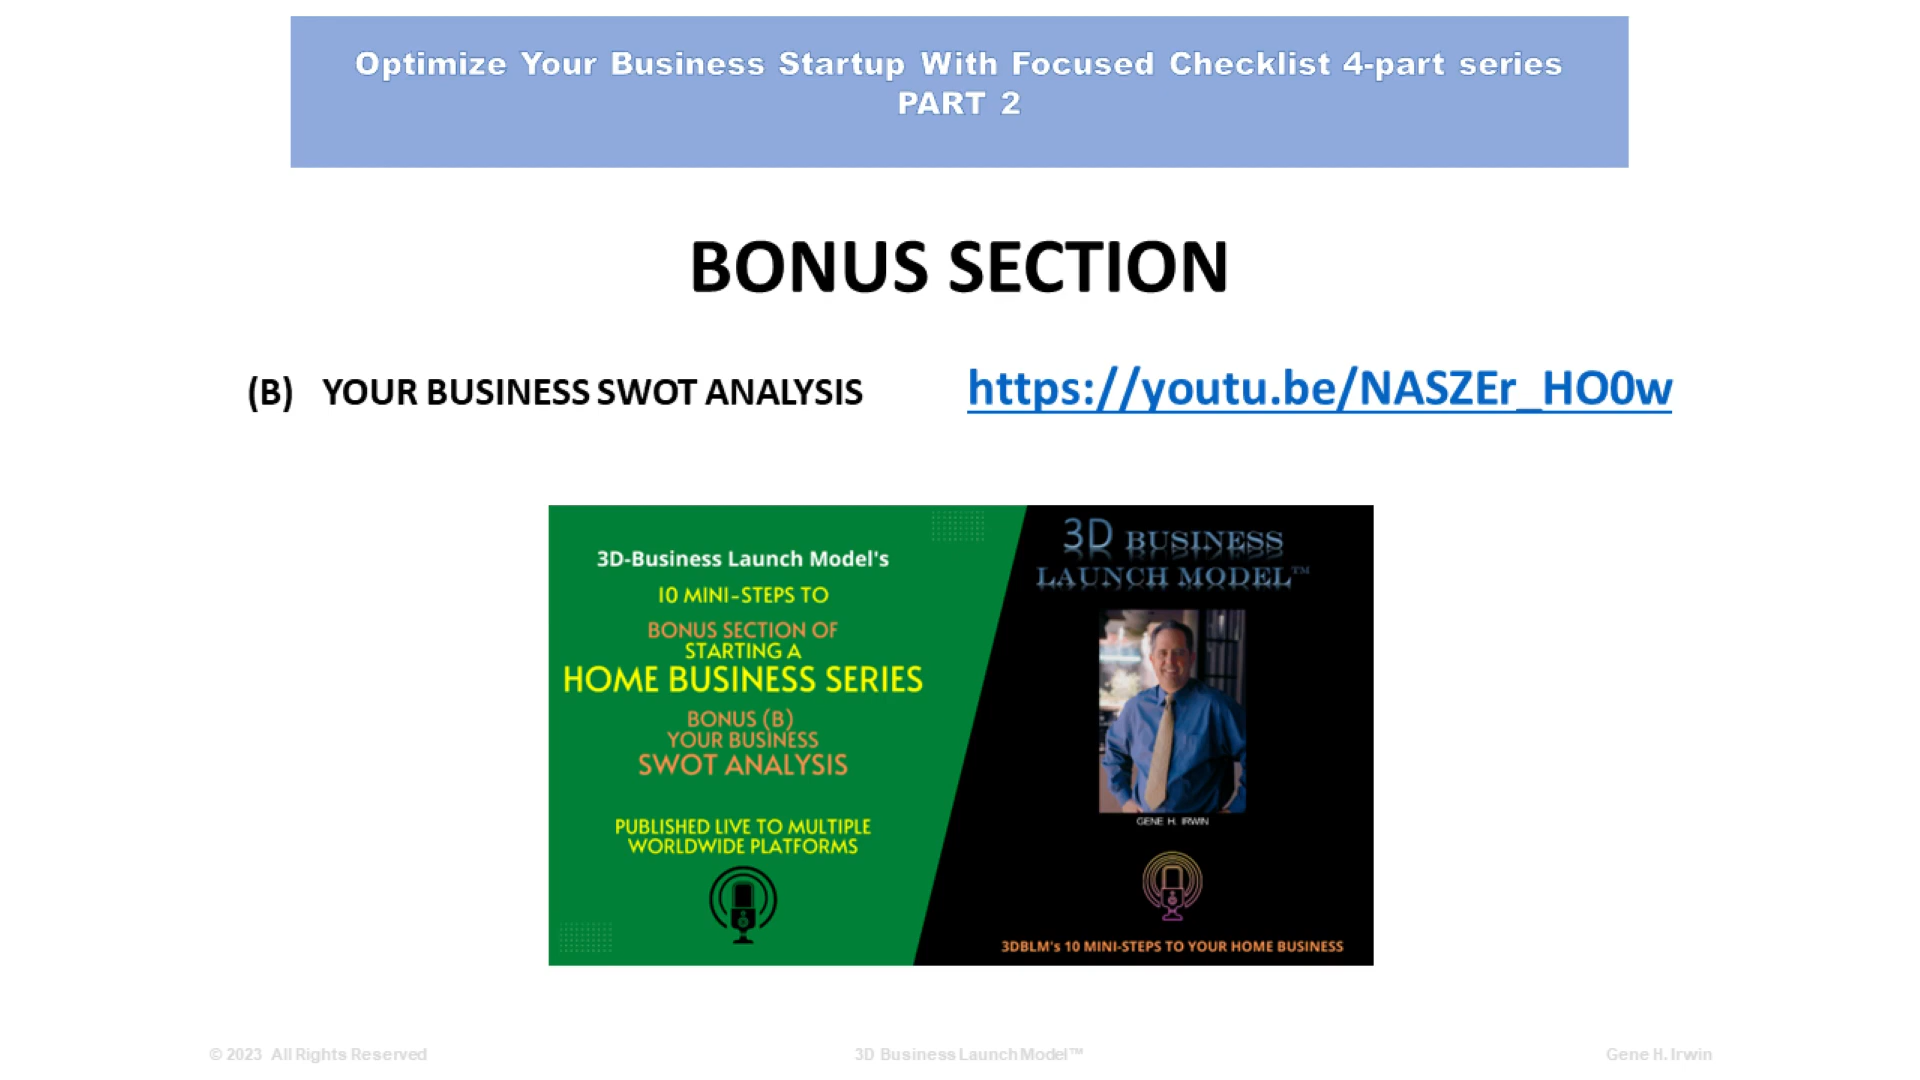 Optimize Your Business Startup With Focused Checklist 4-part series
PART 2
BONUS SECTION
(B) YOUR BUSINESS SWOT ANALYSIS https://youtu.be/NASZEr_HO0w
3D-Business Launch Model's
10 MINI-STEPS TO
BONUS SECTION OF
STARTING A
HOME BUSINESS SERIES
BONUS (B)
YOUR BUSINESS
SWOT ANALYSIS
PUBLISHED LIVE TO MULTIPLE
WORLDWIDE PLATFORMS
3D BUSINESS
LAUNCH MODEL™
GENE H. IRWIN
3DBLM's 10 MINI-STEPS TO YOUR HOME BUSINESS
© 2023 All Rights Reserved 3D Business Launch Model™ Gene H. Irwin